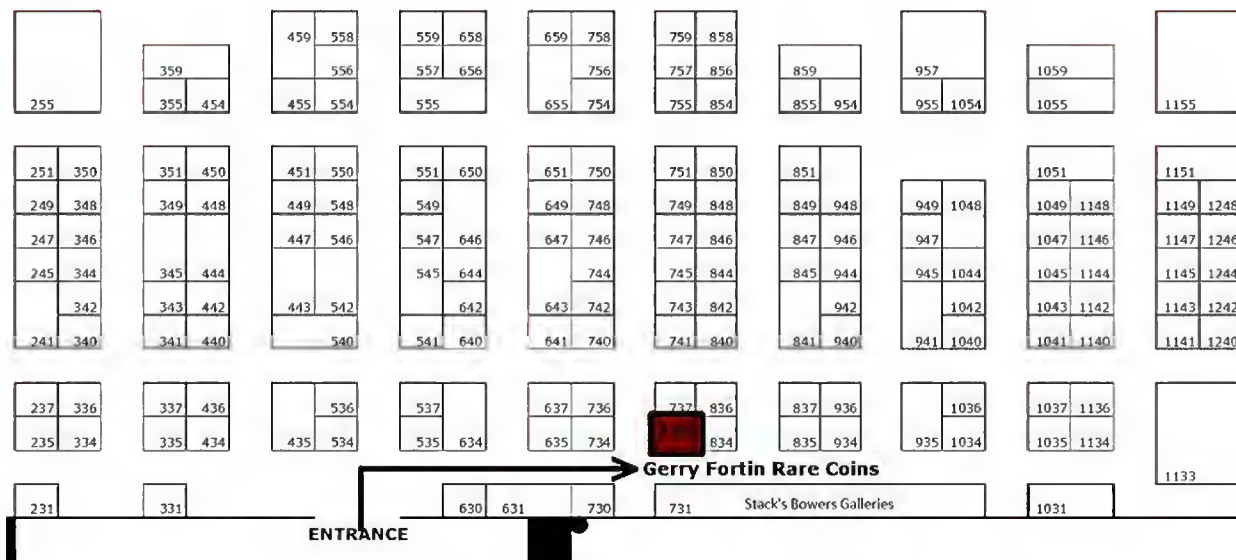 459 558 559 658 659 758 759 858
359 556 557 656 756 757 856 859 957 1059
255 355 454 455 554 555 655 754 755 854 855 954 955 1054 1055 1155
251 350 351 450 451 550 551 650 651 750 751 850 851 1051 1151
249 348 349 448 449 548 549 649 748 749 848 849 948 949 1048 1049 1148 1149 1248
247 346 447 546 547 646 647 746 747 846 847 946 947 1047 1146 1147 1246
245 344 345 444 545 644 744 745 844 845 944 945 1044 1045 1144 1145 1244
342 343 442 443 542 642 643 742 743 842 942 1042 1043 1142 1143 1242
241 340 341 440 540 541 640 641 740 741 840 841 940 941 1040 1041 1140 1141 1240
237 336 337 436 536 537 637 736 737 836 837 936 1036 1037 1136
235 334 335 434 435 534 535 634 635 734 834 835 934 935 1034 1035 1134
Gerry Fortin Rare Coins
1133
231 331 630 631 730 731 Stack's Bowers Galleries 1031
ENTRANCE